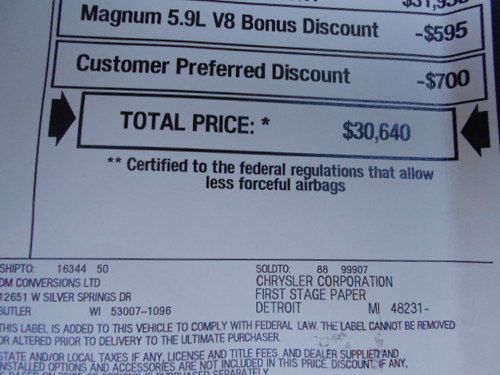 Magnum 5.9L V8 Bonus Discount -$595
Customer Preferred Discount -$700
TOTAL PRICE: * $30,640
** Certified to the federal regulations that allow
less forceful airbags
SHIPTO: 16344 50
DM CONVERSIONS LTD
12651 W SILVER SPRINGS DR
BUTLER WI 53007-1096
SOLDTO: 88 99907
CHRYSLER CORPORATION
FIRST STAGE PAPER
DETROIT MI 48231-
THIS LABEL IS ADDED TO THIS VEHICLE TO COMPLY WITH FEDERAL LAW. THE LABEL CANNOT BE REMOVED
OR ALTERED PRIOR TO DELIVERY TO THE ULTIMATE PURCHASER.
STATE AND/OR LOCAL TAXES IF ANY, LICENSE AND TITLE FEES AND DEALER SUPPLIED AND
INSTALLED OPTIONS AND ACCESSORIES ARE NOT INCLUDED IN THIS PRICE. DISCOUNT, IF ANY,